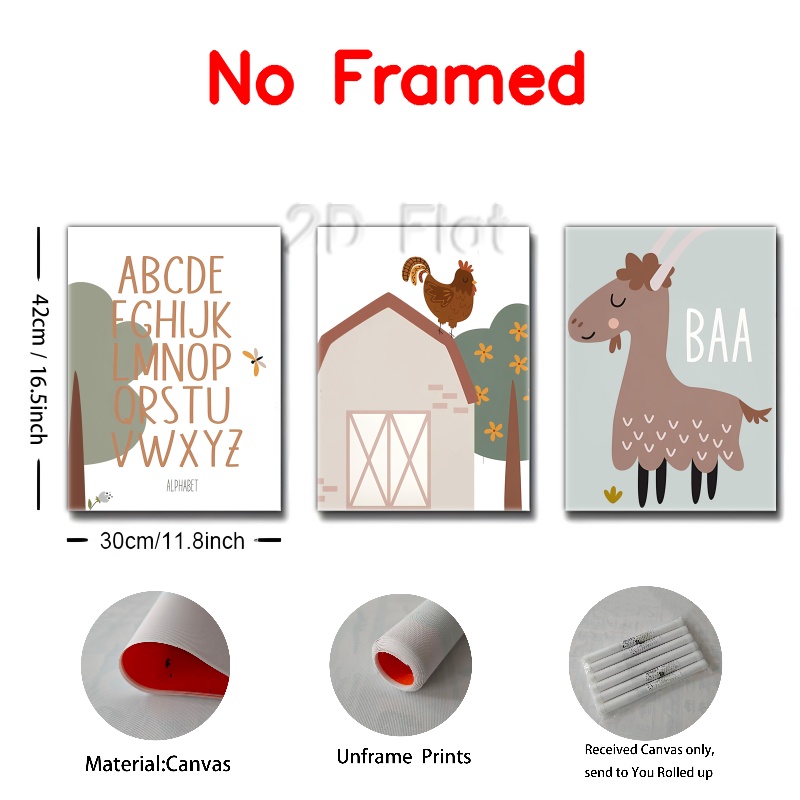 No Framed
2D Flat
ABCDE
FGHIJK
LMNOP
QRSTU
VWXYZ
ALPHABET
BAA
42cm / 16.5inch
30cm/11.8inch
Material:Canvas
Unframe Prints
Received Canvas only,
send to You Rolled up